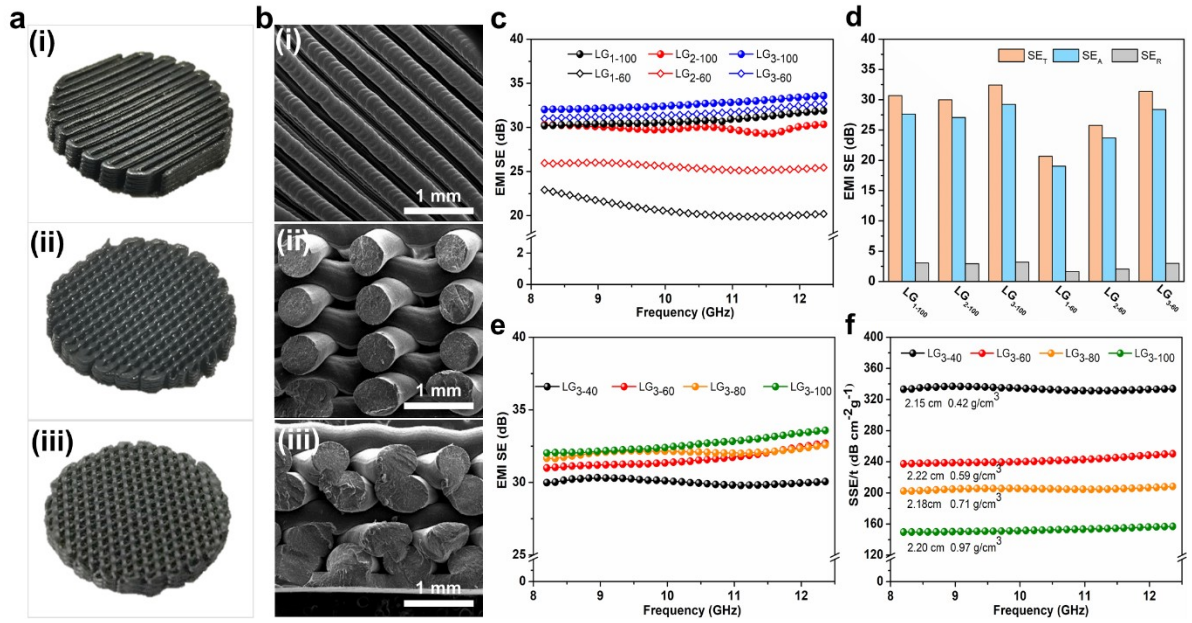 a
(i)
(ii)
(iii)
b
(i)
1 mm
(ii)
1 mm
(iii)
1 mm
c
40
35
30
25
20
2
0
EMI SE (dB)
LG1-100 LG2-100 LG3-100
LG1-60 LG2-60 LG3-60
8 9 10 11 12
Frequency (GHz)
d
40
35
30
25
20
15
10
5
0
EMI SE (dB)
SET SEA SER
LG1-100 LG2-100 LG3-100 LG1-60 LG2-60 LG3-60
e
40
35
30
25
0
EMI SE (dB)
LG3-40 LG3-60 LG3-80 LG3-100
8 9 10 11 12
Frequency (GHz)
f
360
320
280
240
200
160
120
0
SSE/t (dB cm-2g-1)
LG3-40 LG3-60 LG3-80 LG3-100
2.15 cm 0.42 g/cm3
2.22 cm 0.59 g/cm3
2.18cm 0.71 g/cm3
2.20 cm 0.97 g/cm3
8 9 10 11 12
Frequency (GHz)